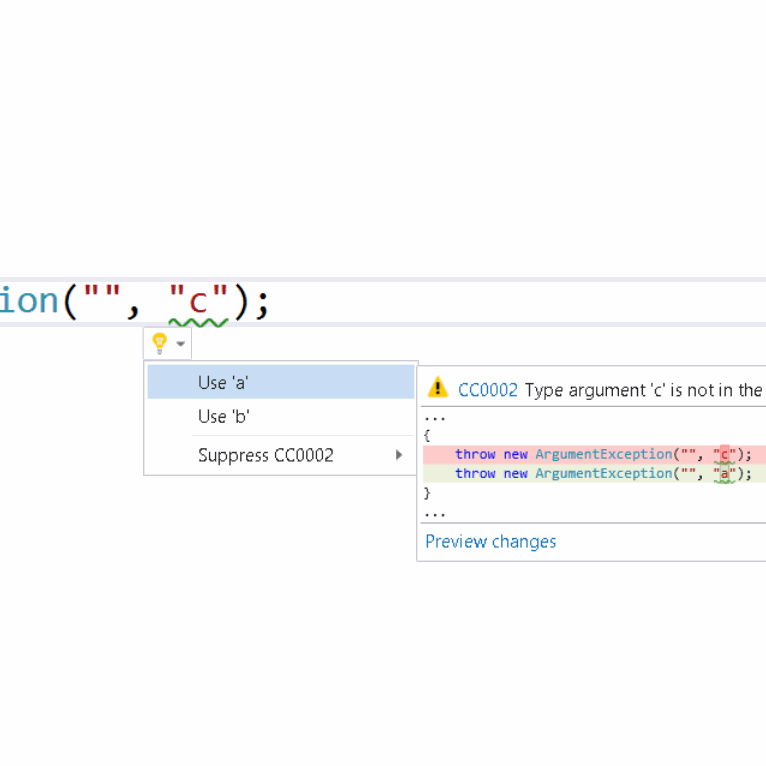 ion("", "c");
Use 'a'
Use 'b'
Suppress CC0002
CC0002 Type argument 'c' is not in the
...
{
throw new ArgumentException("", "c");
throw new ArgumentException("", "a");
}
...
Preview changes